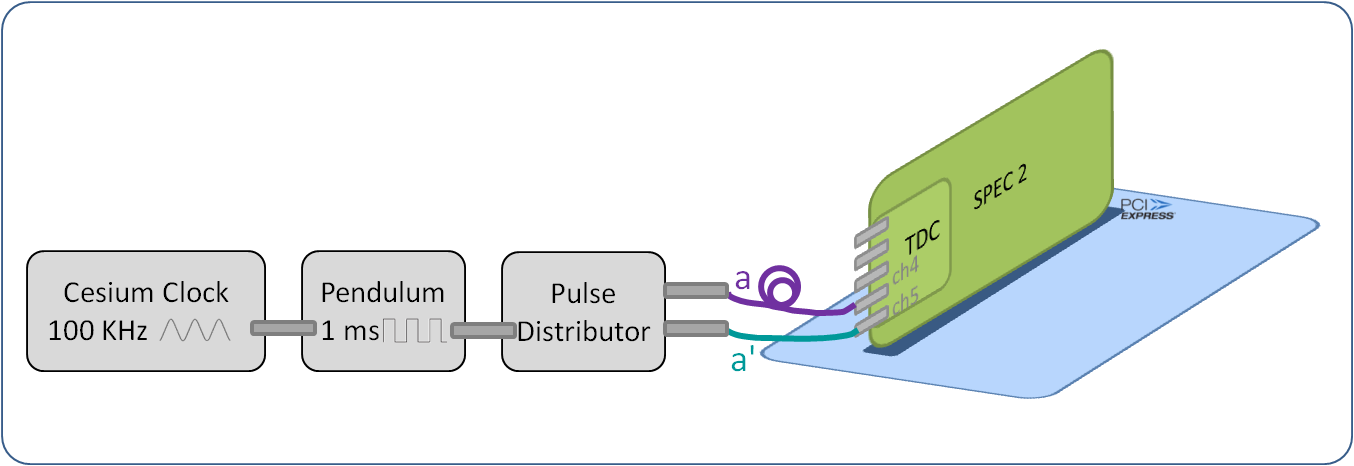 Cesium Clock
100 KHz
Pendulum
1 ms
Pulse
Distributor
a
a'
TDC
ch4
ch5
SPEC 2
PCI
EXPRESS